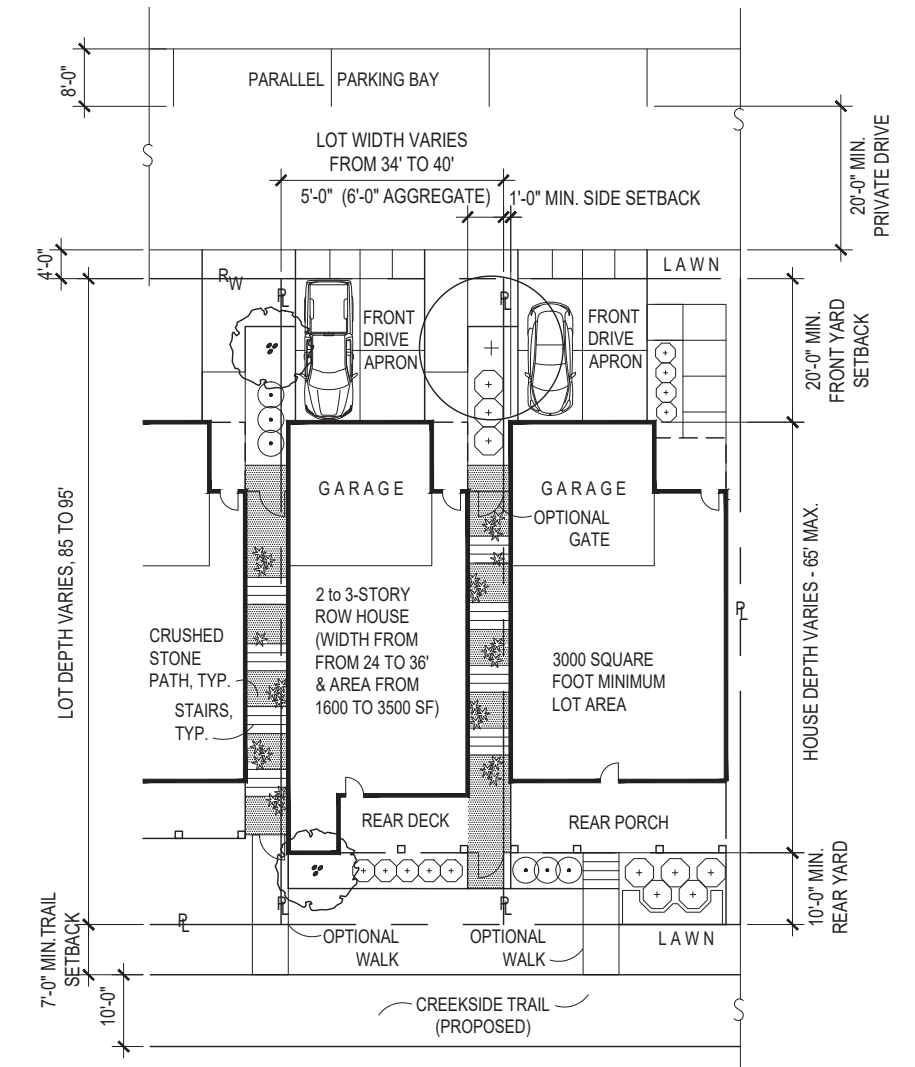 8'-0"
PARALLEL PARKING BAY
LOT WIDTH VARIES
FROM 34' TO 40'
5'-0" (6'-0" AGGREGATE)
1'-0" MIN. SIDE SETBACK
20'-0" MIN.
PRIVATE DRIVE
4'-0"
RW
LAWN
PL
PL
FRONT
DRIVE
APRON
FRONT
DRIVE
APRON
20'-0" MIN.
FRONT YARD
SETBACK
GARAGE
GARAGE
OPTIONAL
GATE
LOT DEPTH VARIES, 85 TO 95'
HOUSE DEPTH VARIES - 65' MAX.
2 to 3-STORY
ROW HOUSE
(WIDTH FROM
FROM 24 TO 36'
& AREA FROM
1600 TO 3500 SF)
PL
CRUSHED
STONE
PATH, TYP.
STAIRS,
TYP.
3000 SQUARE
FOOT MINIMUM
LOT AREA
REAR DECK
REAR PORCH
10'-0" MIN.
REAR YARD
PL
PL
PL
7'-0" MIN. TRAIL
SETBACK
OPTIONAL
WALK
OPTIONAL
WALK
LAWN
10'-0"
CREEKSIDE TRAIL
(PROPOSED)
S
S
S